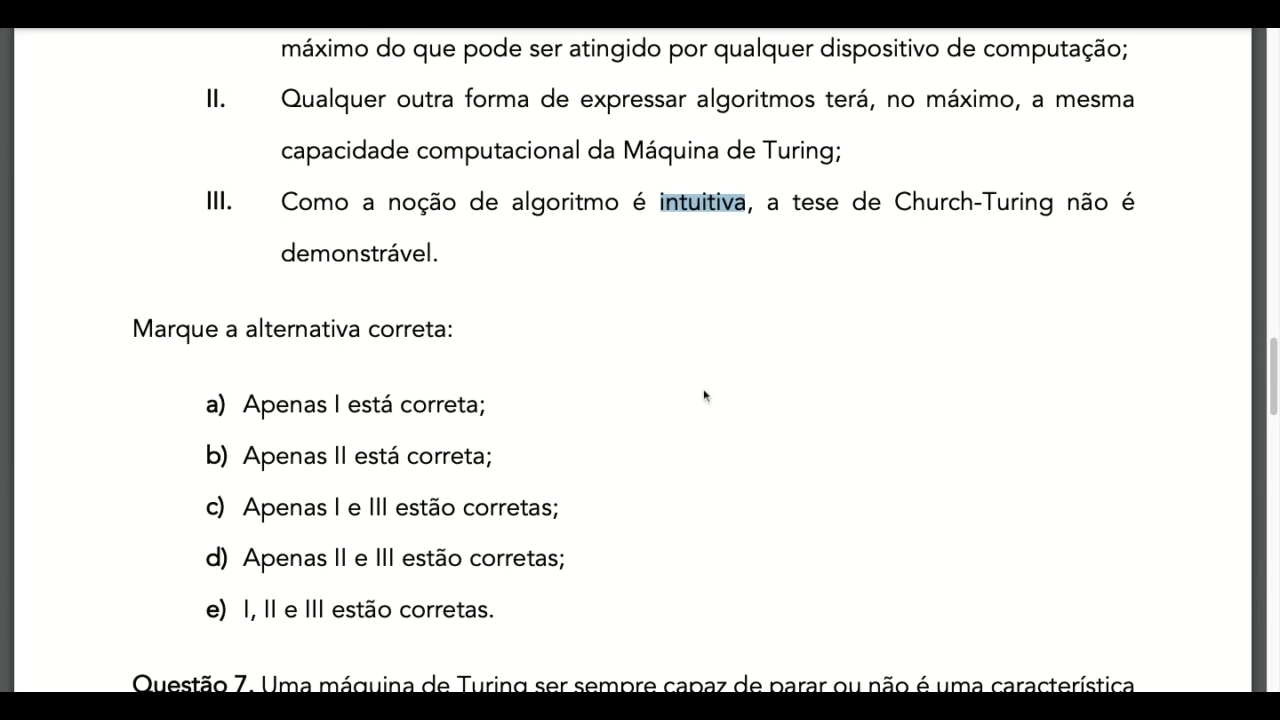 máximo do que pode ser atingido por qualquer dispositivo de computação;
II. Qualquer outra forma de expressar algoritmos terá, no máximo, a mesma
capacidade computacional da Máquina de Turing;
III. Como a noção de algoritmo é intuitiva, a tese de Church-Turing não é
demonstrável.
Marque a alternativa correta:
a) Apenas I está correta;
b) Apenas II está correta;
c) Apenas I e III estão corretas;
d) Apenas II e III estão corretas;
e) I, II e III estão corretas.
Questão 7. Uma máquina de Turing ser sempre capaz de parar ou não é uma característica